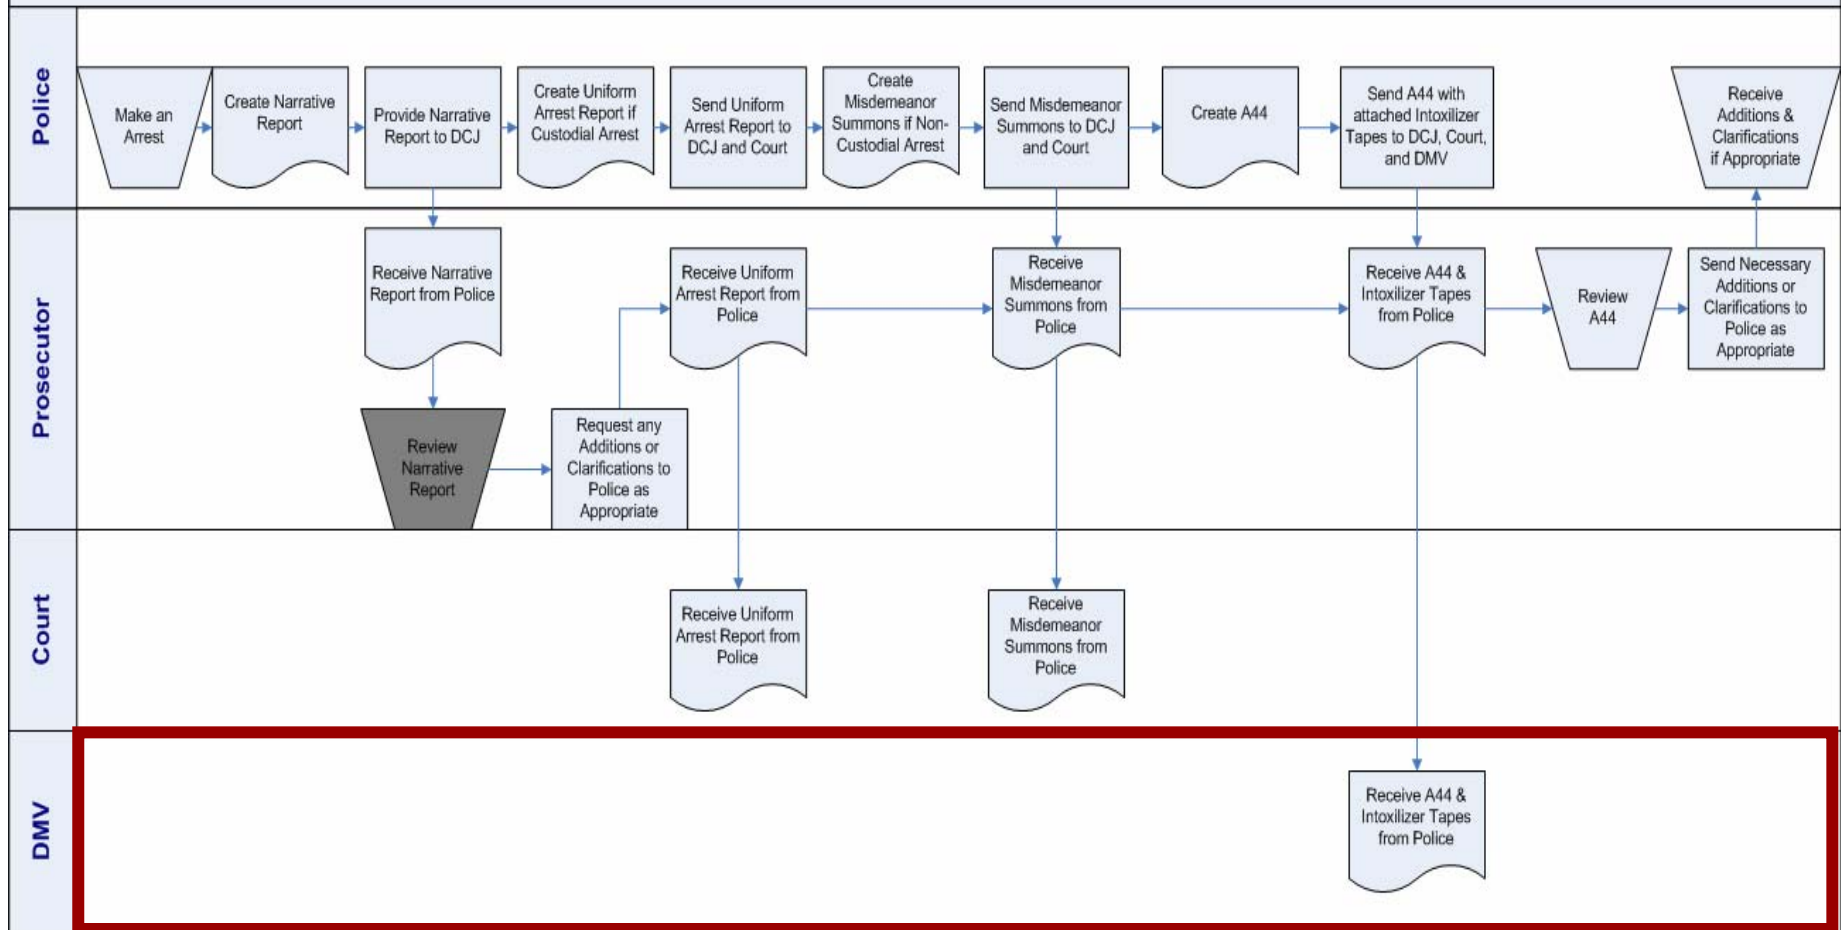 Police
Make an
Arrest
Create Narrative
Report
Provide Narrative
Report to DCJ
Create Uniform
Arrest Report if
Custodial Arrest
Send Uniform
Arrest Report to
DCJ and Court
Create
Misdemeanor
Summons if Non-
Custodial Arrest
Send Misdemeanor
Summons to DCJ
and Court
Create A44
Send A44 with
attached Intoxilizer
Tapes to DCJ, Court,
and DMV
Receive
Additions &
Clarifications
if Appropriate
Prosecutor
Receive Narrative
Report from Police
Receive Uniform
Arrest Report from
Police
Receive
Misdemeanor
Summons from
Police
Receive A44 &
Intoxilizer Tapes
from Police
Review
A44
Send Necessary
Additions or
Clarifications to
Police as
Appropriate
Review
Narrative
Report
Request any
Additions or
Clarifications to
Police as
Appropriate
Court
Receive Uniform
Arrest Report from
Police
Receive
Misdemeanor
Summons from
Police
DMV
Receive A44 &
Intoxilizer Tapes
from Police